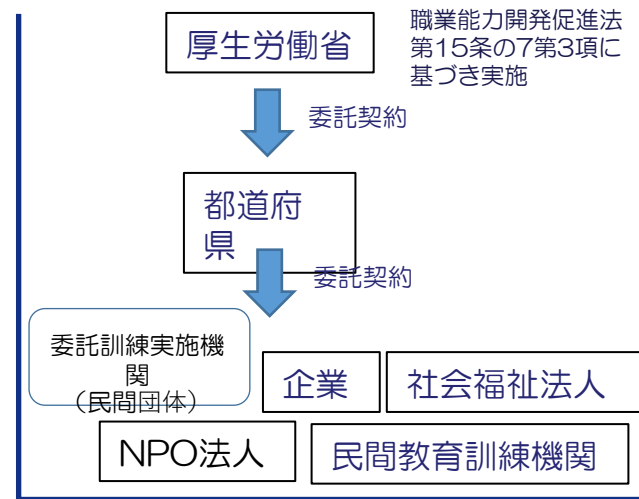 厚生労働省
職業能力開発促進法
第15条の7第3項に
基づき実施
委託契約
都道府
県
委託契約
委託訓練実施機
関
（民間団体）
企業
社会福祉法人
NPO法人
民間教育訓練機関